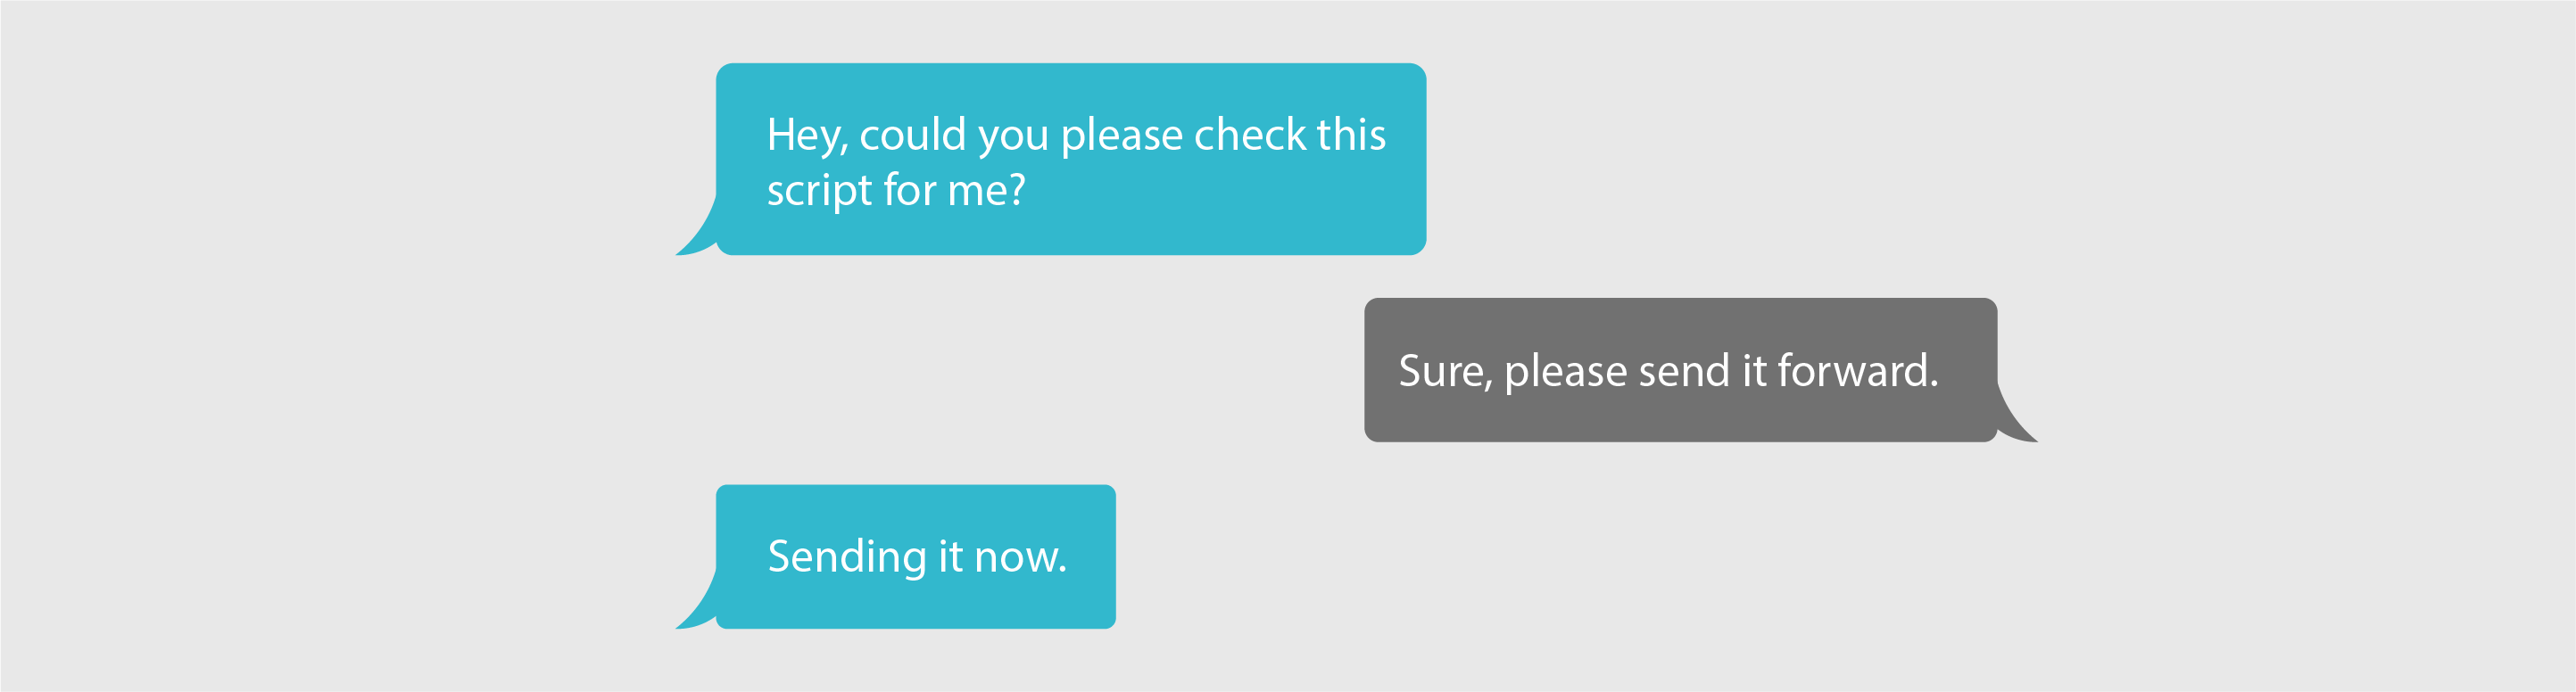 Hey, could you please check this
script for me?
Sure, please send it forward.
Sending it now.